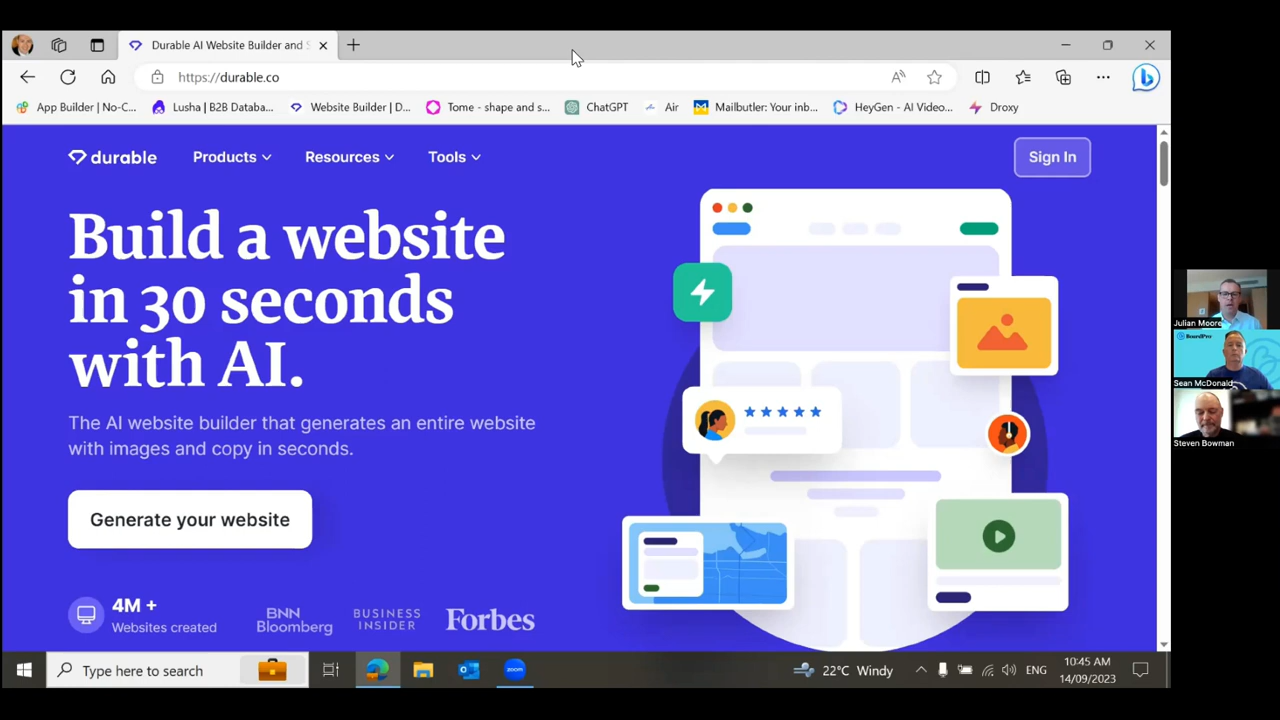 Durable AI Website Builder and S
https://durable.co
App Builder | No-C...
Lusha | B2B Databa...
Website Builder | D...
Tome - shape and s...
ChatGPT
Air
Mailbutler: Your inb...
HeyGen - AI Video...
Droxy
durable
Products
Resources
Tools
Sign In
Build a website
in 30 seconds
with AI.
The AI website builder that generates an entire website
with images and copy in seconds.
Generate your website
4M +
Websites created
BNN
Bloomberg
BUSINESS
INSIDER
Forbes
Julian Moore
BoardPro
Sean McDonald
Steven Bowman
Type here to search
zoom
22°C Windy
ENG
10:45 AM
14/09/2023